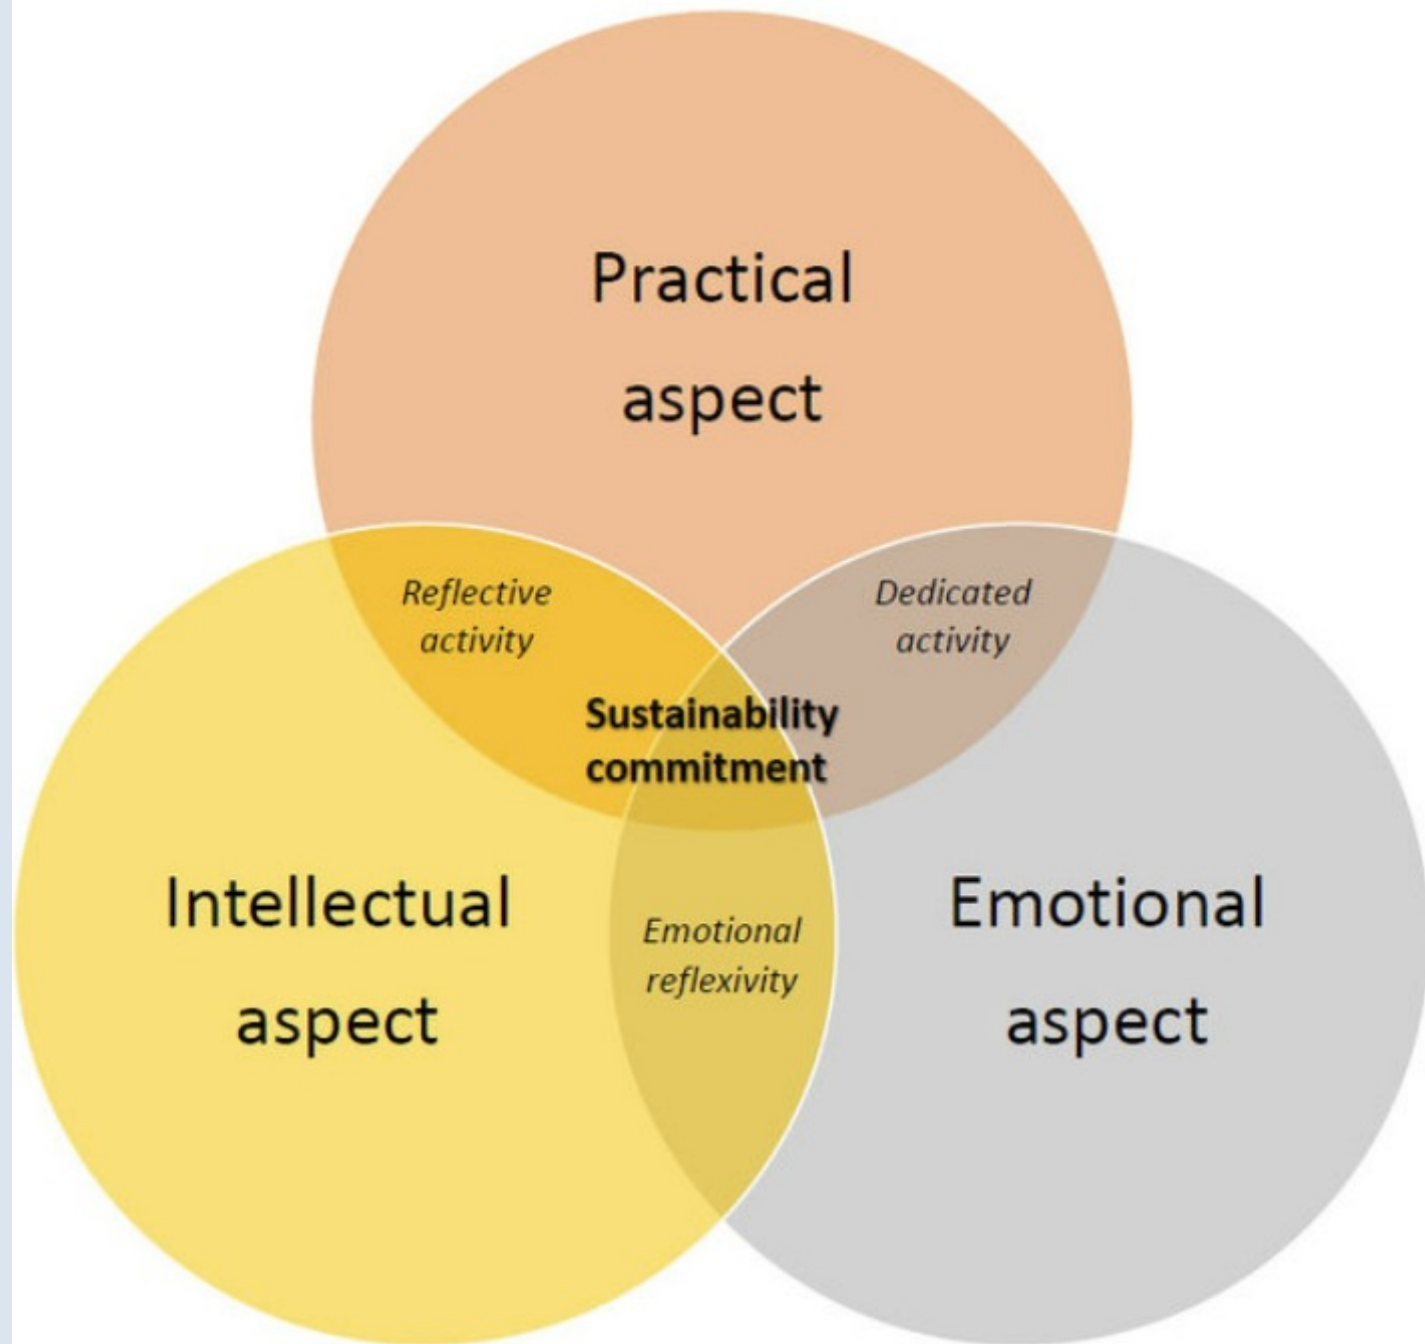 Practical
aspect
Reflective
activity
Dedicated
activity
Sustainability
commitment
Intellectual
aspect
Emotional
reflexivity
Emotional
aspect